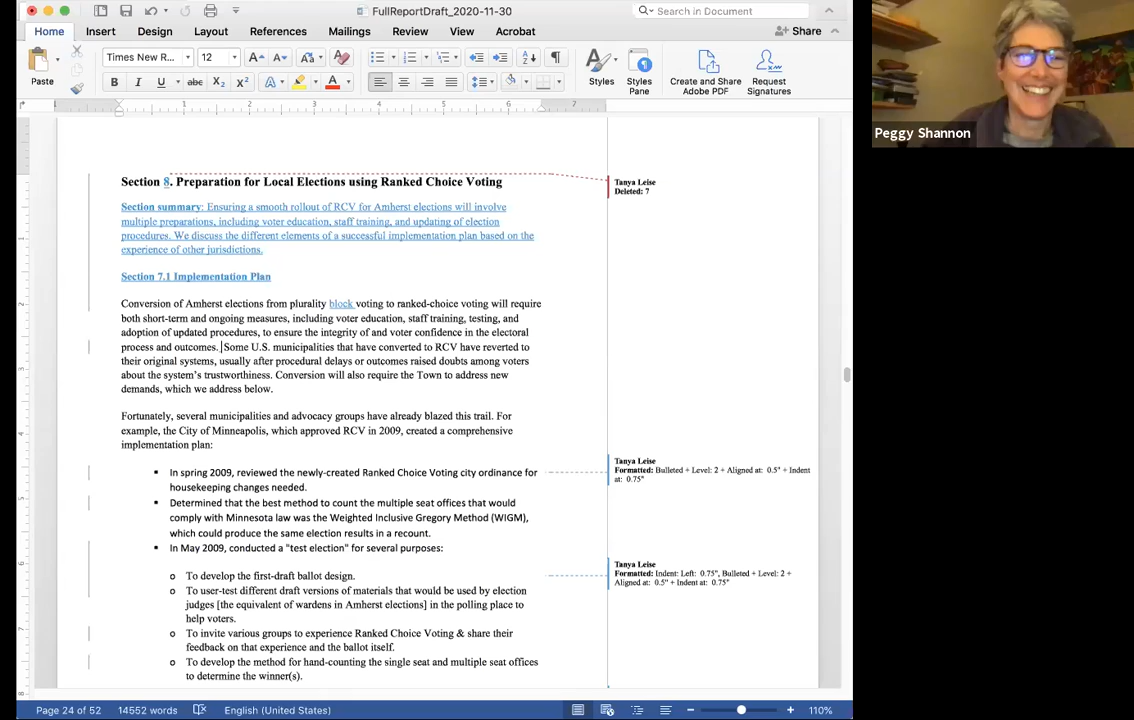 FullReportDraft_2020-11-30
Search in Document
Home Insert Design Layout References Mailings Review View Acrobat Share
Times New R... 12
Paste
Styles
Styles Pane
Create and Share Adobe PDF
Request Signatures
Peggy Shannon
Section 8. Preparation for Local Elections using Ranked Choice Voting
Section summary: Ensuring a smooth rollout of RCV for Amherst elections will involve
multiple preparations, including voter education, staff training, and updating of election
procedures. We discuss the different elements of a successful implementation plan based on the
experience of other jurisdictions.
Section 7.1 Implementation Plan
Conversion of Amherst elections from plurality block voting to ranked-choice voting will require
both short-term and ongoing measures, including voter education, staff training, testing, and
adoption of updated procedures, to ensure the integrity of and voter confidence in the electoral
process and outcomes. Some U.S. municipalities that have converted to RCV have reverted to
their original systems, usually after procedural delays or outcomes raised doubts among voters
about the system's trustworthiness. Conversion will also require the Town to address new
demands, which we address below.
Fortunately, several municipalities and advocacy groups have already blazed this trail. For
example, the City of Minneapolis, which approved RCV in 2009, created a comprehensive
implementation plan:
▪ In spring 2009, reviewed the newly-created Ranked Choice Voting city ordinance for
housekeeping changes needed.
▪ Determined that the best method to count the multiple seat offices that would
comply with Minnesota law was the Weighted Inclusive Gregory Method (WIGM),
which could produce the same election results in a recount.
▪ In May 2009, conducted a "test election" for several purposes:
o To develop the first-draft ballot design.
o To user-test different draft versions of materials that would be used by election
judges [the equivalent of wardens in Amherst elections] in the polling place to
help voters.
o To invite various groups to experience Ranked Choice Voting & share their
feedback on that experience and the ballot itself.
o To develop the method for hand-counting the single seat and multiple seat offices
to determine the winner(s).
Tanya Leise
Deleted: 7
Tanya Leise
Formatted: Bulleted + Level: 2 + Aligned at: 0.5" + Indent
at: 0.75"
Tanya Leise
Formatted: Indent: Left: 0.75", Bulleted + Level: 2 +
Aligned at: 0.5" + Indent at: 0.75"
Page 24 of 52 14552 words English (United States) 110%